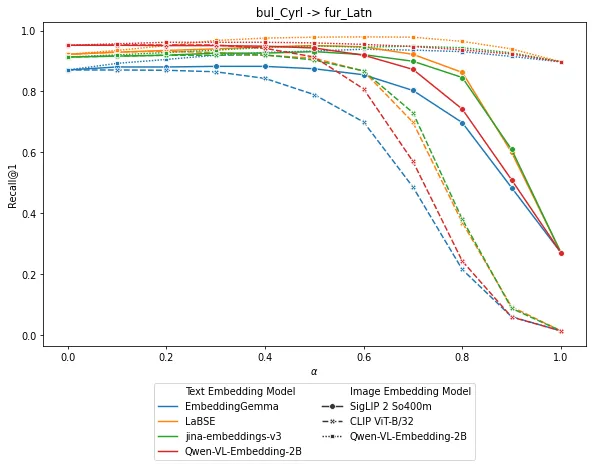 bul_Cyrl -> fur_Latn
Recall@1
1.0
0.8
0.6
0.4
0.2
0.0
0.0 0.2 0.4 0.6 0.8 1.0
α
Text Embedding Model
EmbeddingGemma
LaBSE
jina-embeddings-v3
Qwen-VL-Embedding-2B
Image Embedding Model
SigLIP 2 So400m
CLIP ViT-B/32
Qwen-VL-Embedding-2B